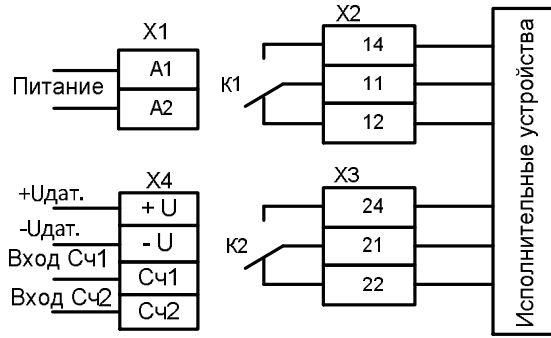 X1
A1
Питание
A2
X2
14
К1
11
12
X4
+Uдат.
+ U
-Uдат.
- U
Вход Сч1
Сч1
Вход Сч2
Сч2
X3
24
К2
21
22
Исполнительные устройства